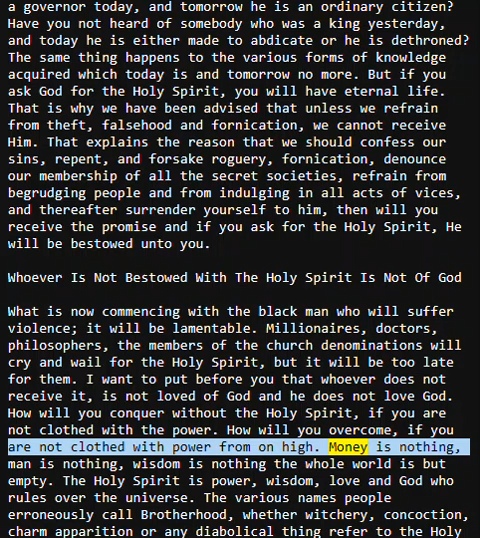 a governor today, and tomorrow he is an ordinary citizen?
Have you not heard of somebody who was a king yesterday,
and today he is either made to abdicate or he is dethroned?
The same thing happens to the various forms of knowledge
acquired which today is and tomorrow no more. But if you
ask God for the Holy Spirit, you will have eternal life.
That is why we have been advised that unless we refrain
from theft, falsehood and fornication, we cannot receive
Him. That explains the reason that we should confess our
sins, repent, and forsake roguery, fornication, denounce
our membership of all the secret societies, refrain from
begrudging people and from indulging in all acts of vices,
and thereafter surrender yourself to him, then will you
receive the promise and if you ask for the Holy Spirit, He
will be bestowed unto you.
Whoever Is Not Bestowed With The Holy Spirit Is Not Of God
What is now commencing with the black man who will suffer
violence; it will be lamentable. Millionaires, doctors,
philosophers, the members of the church denominations will
cry and wail for the Holy Spirit, but it will be too late
for them. I want to put before you that whoever does not
receive it, is not loved of God and he does not love God.
How will you conquer without the Holy Spirit, if you are
not clothed with the power. How will you overcome, if you
are not clothed with power from on high. Money is nothing,
man is nothing, wisdom is nothing the whole world is but
empty. The Holy Spirit is power, wisdom, love and God who
rules over the universe. The various names people
erroneously call Brotherhood, whether witchery, concoction,
charm apparition or any diabolical thing refer to the Holy